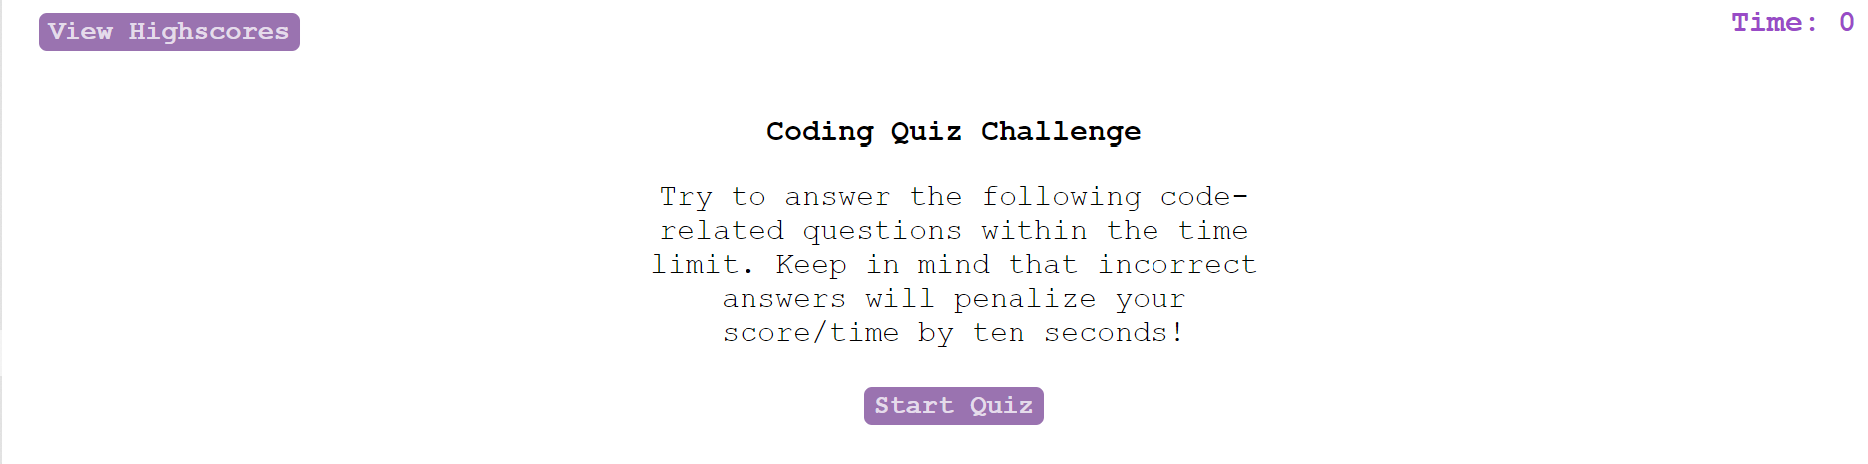 View Highscores
Time: 0
Coding Quiz Challenge
Try to answer the following code-
related questions within the time
limit. Keep in mind that incorrect
answers will penalize your
score/time by ten seconds!
Start Quiz